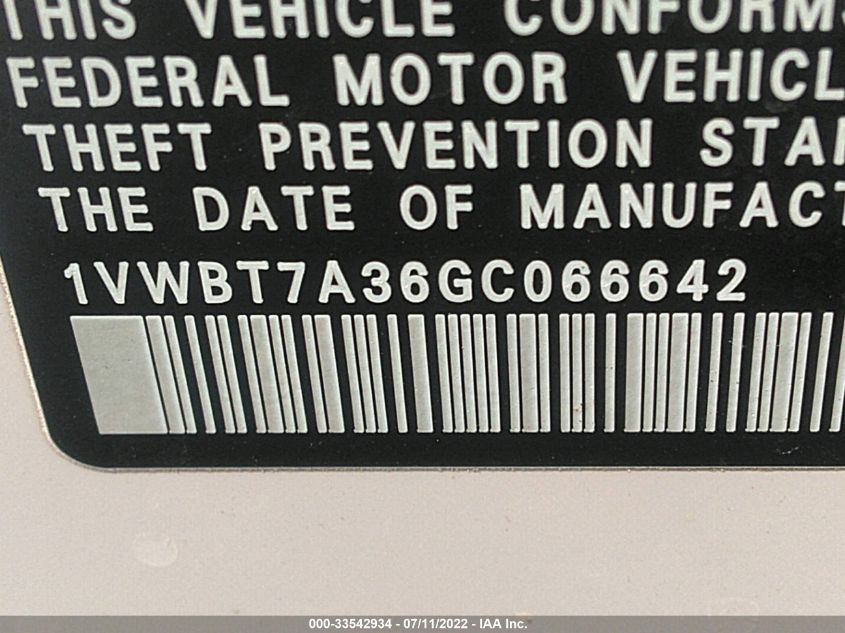 THIS VEHICLE CONFORMS
FEDERAL MOTOR VEHICL
THEFT PREVENTION STAN
THE DATE OF MANUFACT
1VWBT7A36GC066642
000-33542934 - 07/11/2022 - IAA Inc.